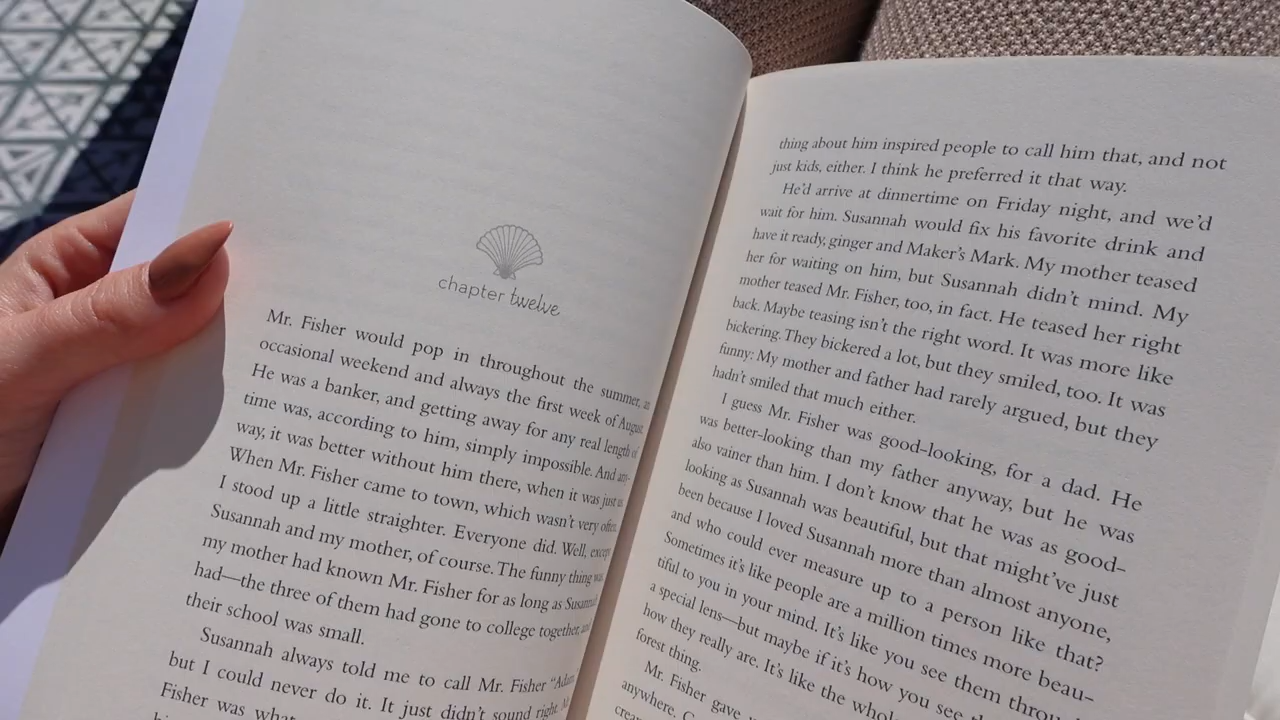 chapter twelve
Mr. Fisher would pop in throughout the summer, an
occasional weekend and always the first week of August.
He was a banker, and getting away for any real length of
time was, according to him, simply impossible. And any-
way, it was better without him there, when it was just us.
When Mr. Fisher came to town, which wasn't very often,
I stood up a little straighter. Everyone did. Well, except
Susannah and my mother, of course. The funny thing was,
my mother had known Mr. Fisher for as long as Susannah
had—the three of them had gone to college together, and
their school was small.
Susannah always told me to call Mr. Fisher “Adam,
but I could never do it. It just didn't sound right. 
Fisher was what
thing about him inspired people to call him that, and not
just kids, either. I think he preferred it that way.
He'd arrive at dinnertime on Friday night, and we'd
wait for him. Susannah would fix his favorite drink and
have it ready, ginger and Maker's Mark. My mother teased
her for waiting on him, but Susannah didn't mind. My
mother teased Mr. Fisher, too, in fact. He teased her right
back. Maybe teasing isn't the right word. It was more like
bickering. They bickered a lot, but they smiled, too. It was
funny: My mother and father had rarely argued, but they
hadn't smiled that much either.
I guess Mr. Fisher was good-looking, for a dad. He
was better-looking than my father anyway, but he was
also vainer than him. I don't know that he was as good-
looking as Susannah was beautiful, but that might've just
been because I loved Susannah more than almost anyone,
and who could ever measure up to a person like that?
Sometimes it's like people are a million times more beau-
tiful to you in your mind. It's like you see them through
a special lens—but maybe if it's how you see them,
how they really are. It's like the whole
forest thing.
Mr. Fisher gave
anywhere.